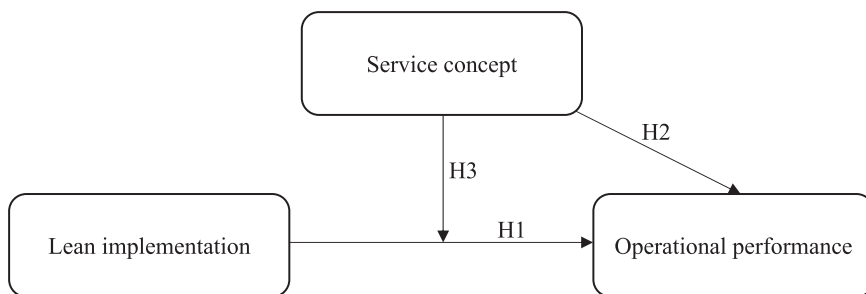 Service concept
H2
H3
H1
Lean implementation
Operational performance